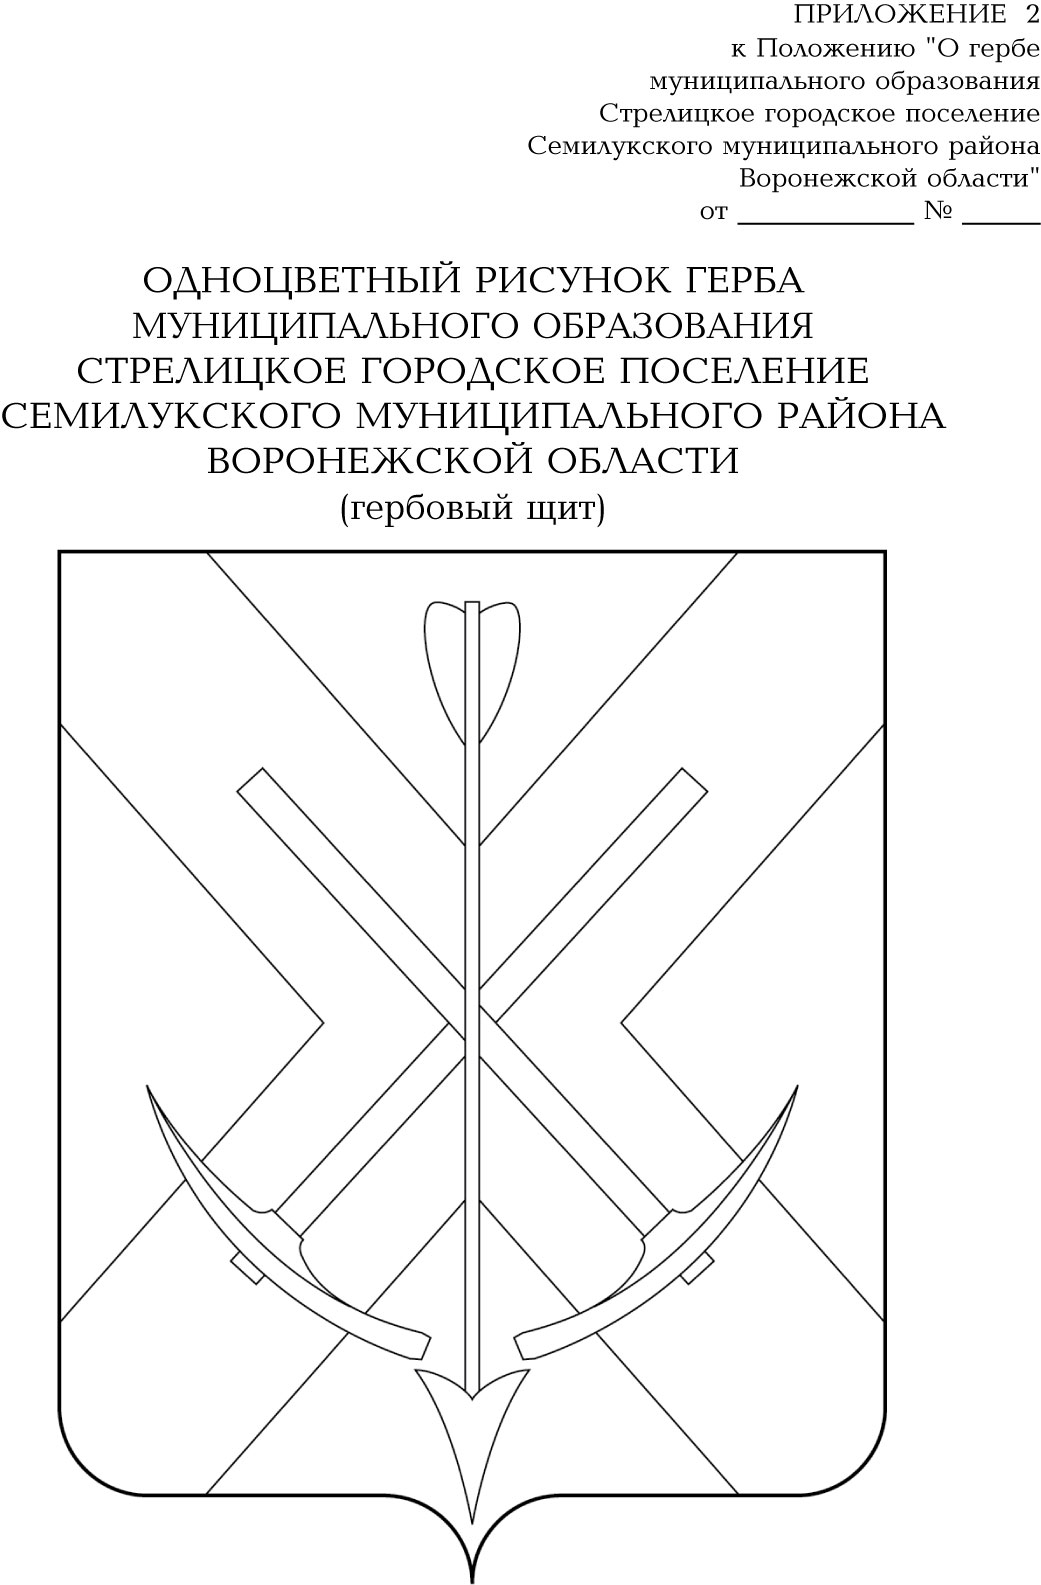 ПРИЛОЖЕНИЕ 2
к Положению "О гербе
муниципального образования
Стрелицкое городское поселение
Семилукского муниципального района
Воронежской области"
от ____________ № _____
ОДНОЦВЕТНЫЙ РИСУНОК ГЕРБА
МУНИЦИПАЛЬНОГО ОБРАЗОВАНИЯ
СТРЕЛИЦКОЕ ГОРОДСКОЕ ПОСЕЛЕНИЕ
СЕМИЛУКСКОГО МУНИЦИПАЛЬНОГО РАЙОНА
ВОРОНЕЖСКОЙ ОБЛАСТИ
(гербовый щит)